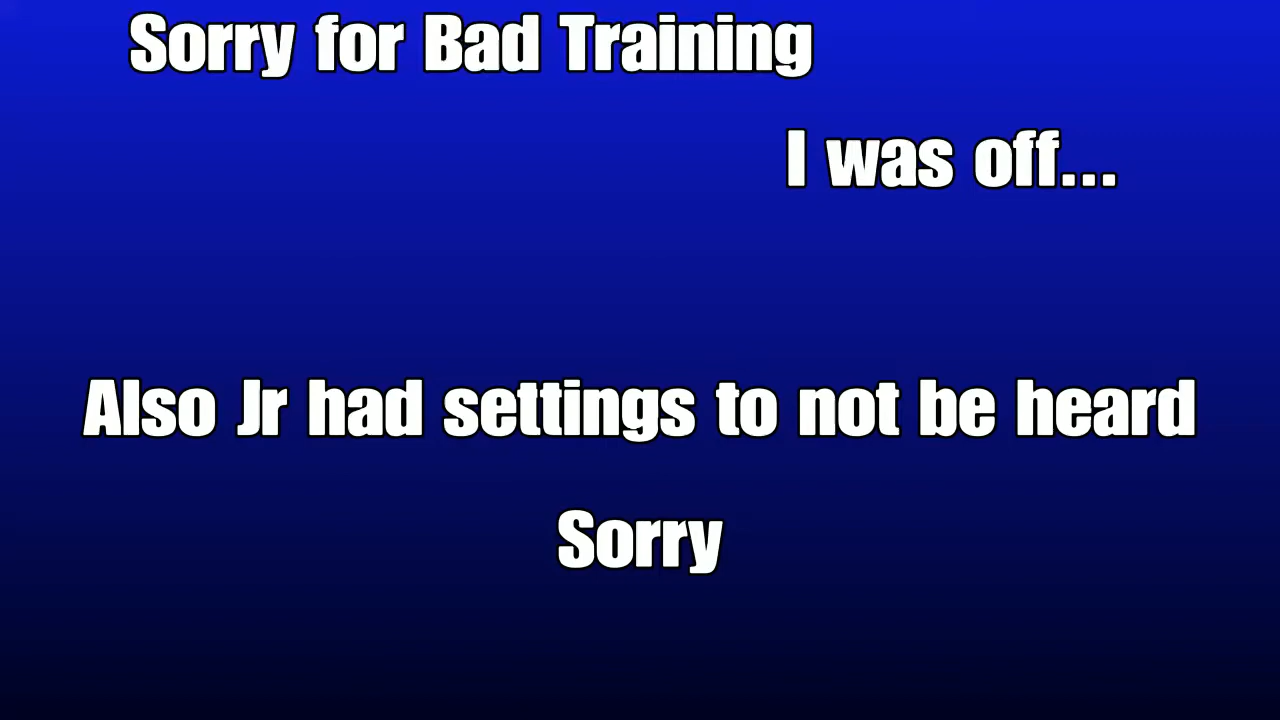 Sorry for Bad Training
I was off...
Also Jr had settings to not be heard
Sorry